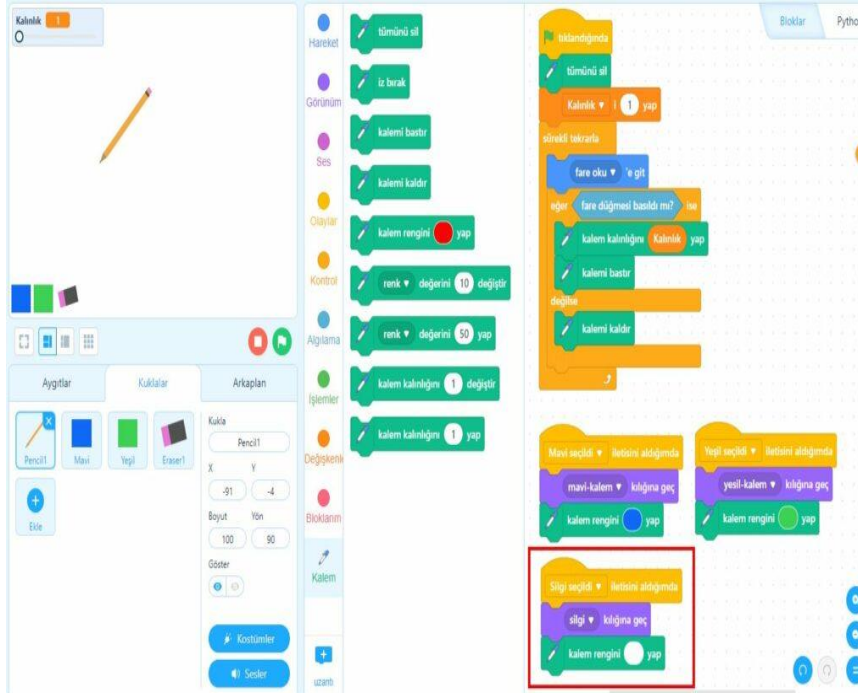 Kalınlık 1
Mavi
Yeşil
Eraser1
Pencil1
Ekle
Aygıtlar
Kuklalar
Arkaplan
Kukla
Pencil1
X Y
-91 -4
Boyut Yön
100 90
Göster
Kostümler
Sesler
Hareket
Görünüm
Ses
Olaylar
Kontrol
Algılama
İşlemler
Değişkenle
Bloklarım
Kalem
uzantı
tümünü sil
iz bırak
kalemi bastır
kalemi kaldır
kalem rengini yap
renk değerini 10 değiştir
renk değerini 50 yap
kalem kalınlığını 1 değiştir
kalem kalınlığını 1 yap
Bloklar Pytho
tıklandığında
tümünü sil
Kalınlık 1 yap
sürekli tekrarla
fare oku 'e git
eğer fare düğmesi basıldı mı? ise
kalem kalınlığını Kalınlık yap
kalemi bastır
değilse
kalemi kaldır
Mavi seçildi iletisini aldığımda
mavi-kalem kılığına geç
kalem rengini yap
Yeşil seçildi iletisini aldığımda
yesil-kalem kılığına geç
kalem rengini yap
Silgi seçildi iletisini aldığımda
silgi kılığına geç
kalem rengini yap